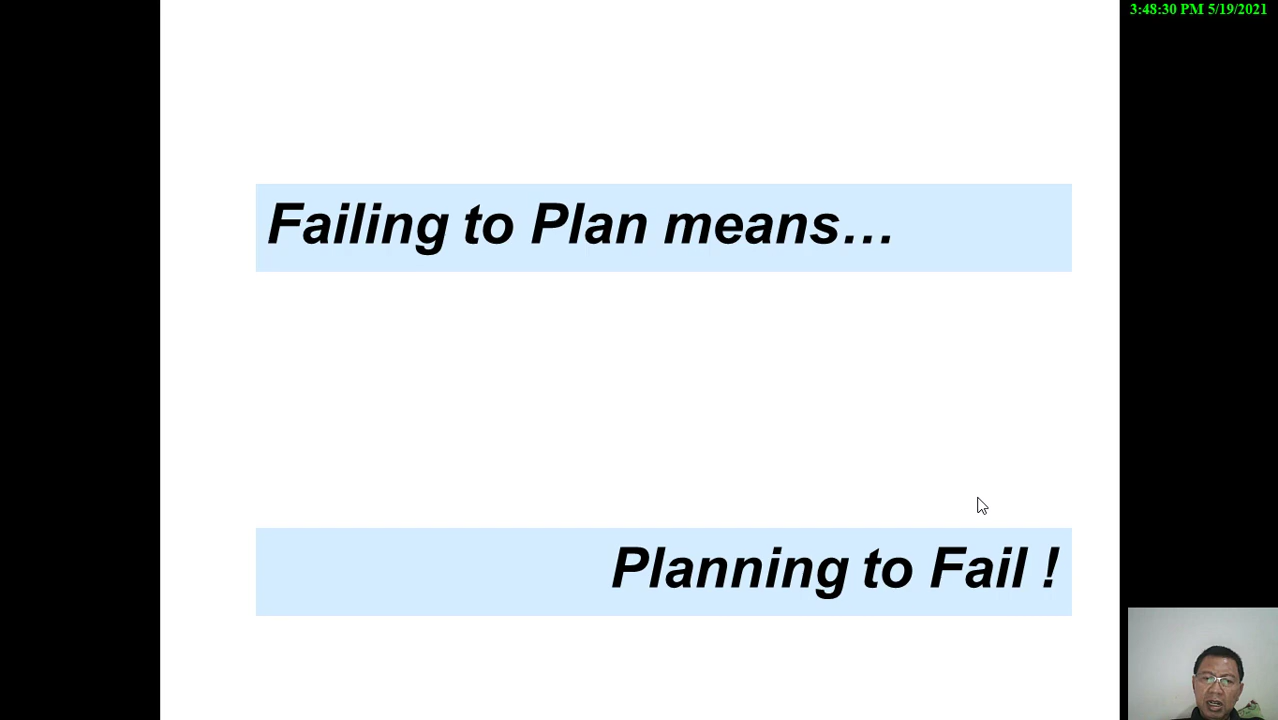 3:48:30 PM 5/19/2021
Failing to Plan means…
Planning to Fail !